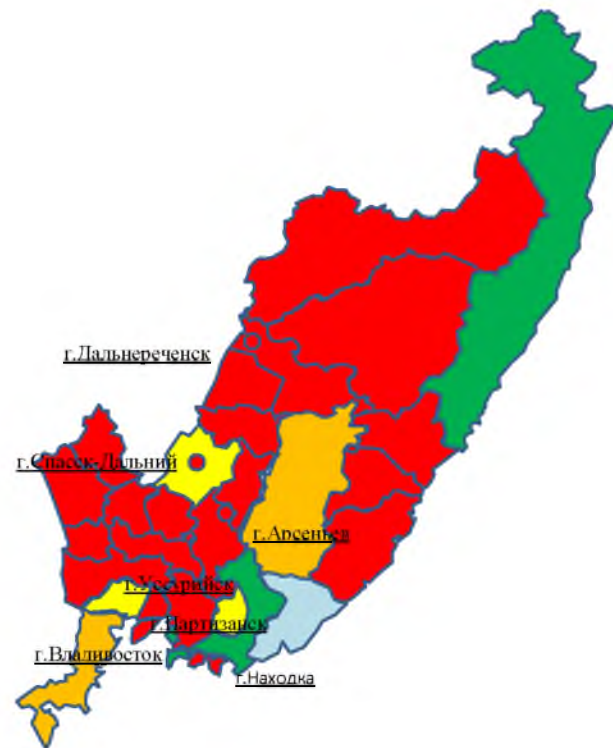 г.Дальнереченск
г.Спасск-Дальний
г.Арсеньев
г.Уссурийск
г.Партизанск
г.Владивосток
г.Находка